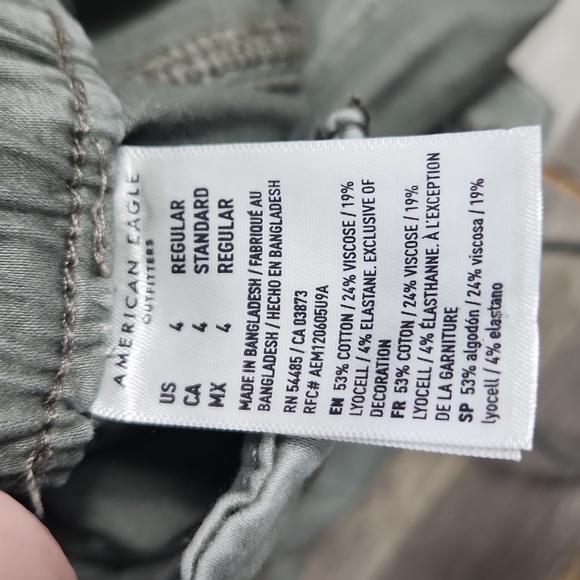 AMERICAN EAGLE
OUTFITTERS
US 4 REGULAR
CA 4 STANDARD
MX 4 REGULAR
MADE IN BANGLADESH / FABRIQUÉ AU
BANGLADESH / HECHO EN BANGLADESH
RN 54485 / CA 03873
RFC# AEM120605U9A
EN 53% COTTON / 24% VISCOSE / 19%
LYOCELL / 4% ELASTANE. EXCLUSIVE OF
DECORATION
FR 53% COTON / 24% VISCOSE / 19%
LYOCELL / 4% ÉLASTHANNE. À L'EXCEPTION
DE LA GARNITURE
SP 53% algodón / 24% viscosa / 19%
lyocell / 4% elastano